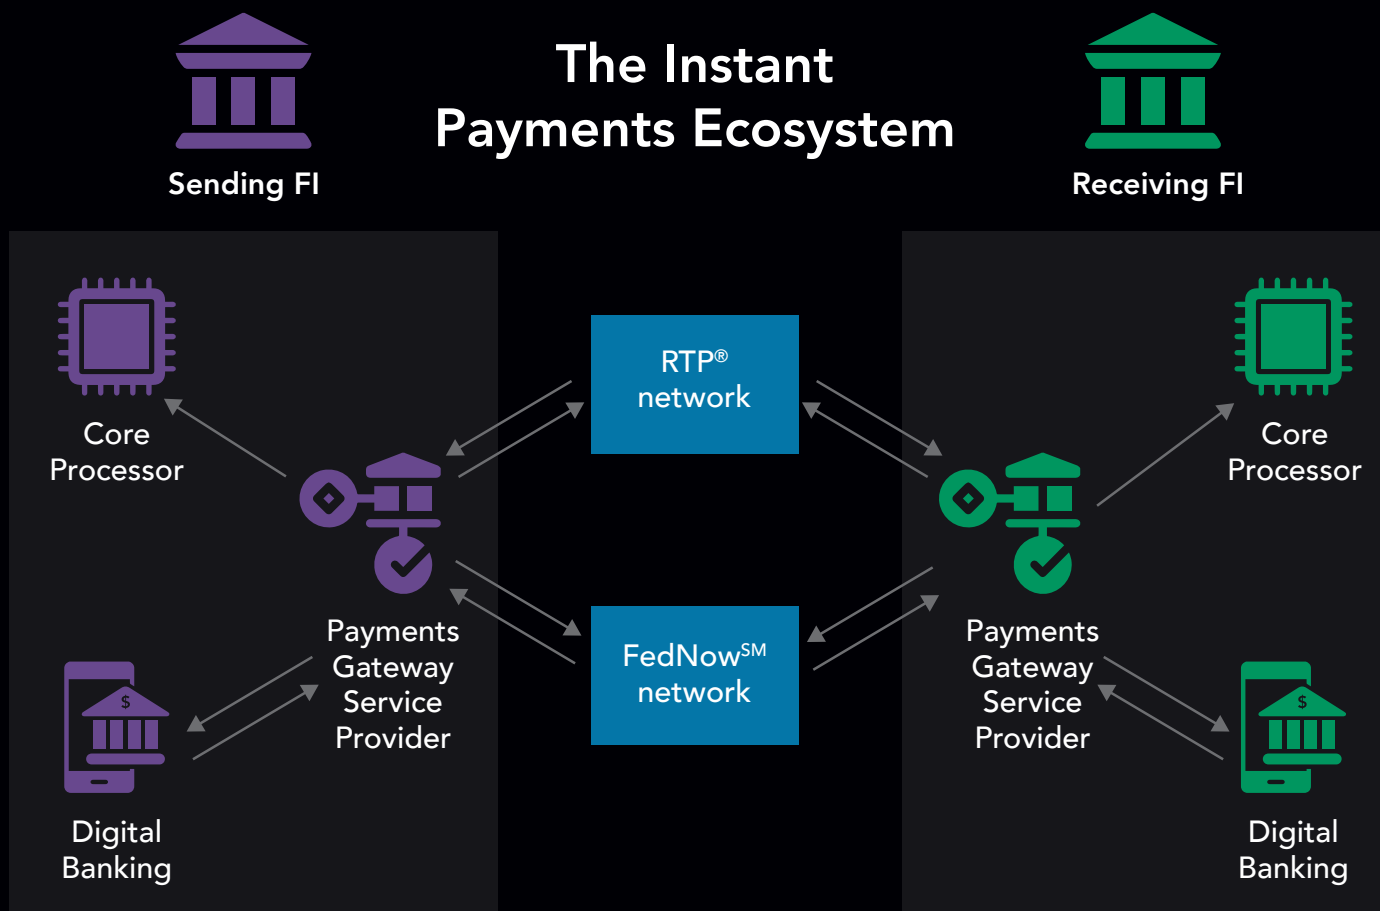 The Instant
Payments Ecosystem
Sending FI
Receiving FI
Core
Processor
RTP®
network
Core
Processor
Payments
Gateway
Service
Provider
FedNow℠
network
Payments
Gateway
Service
Provider
$
Digital
Banking
$
Digital
Banking